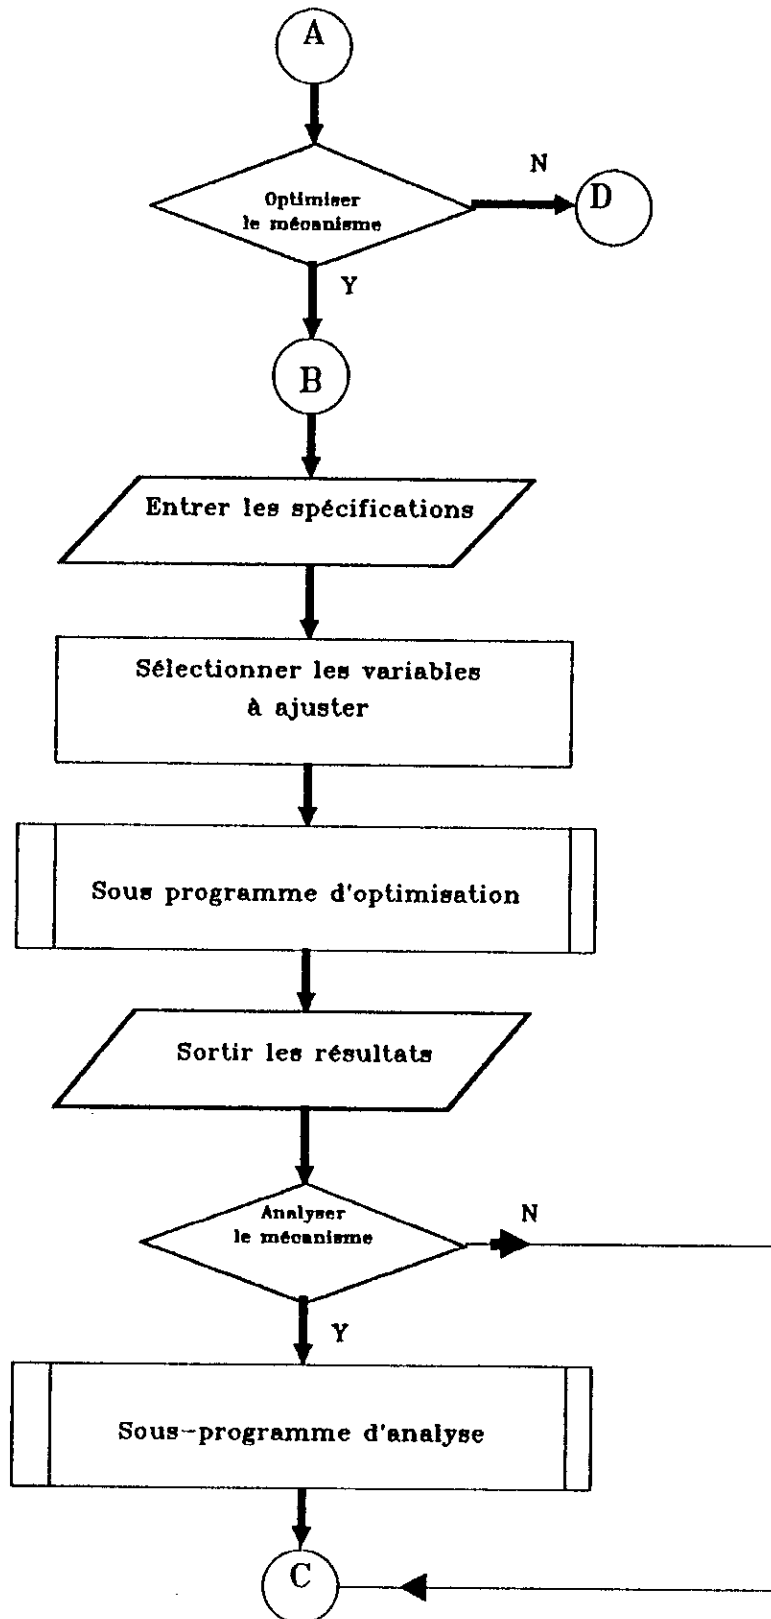 A
Optimiser
le mécanisme
N
D
Y
B
Entrer les spécifications
Sélectionner les variables
à ajuster
Sous programme d'optimisation
Sortir les résultats
Analyser
le mécanisme
N
Y
Sous-programme d'analyse
C